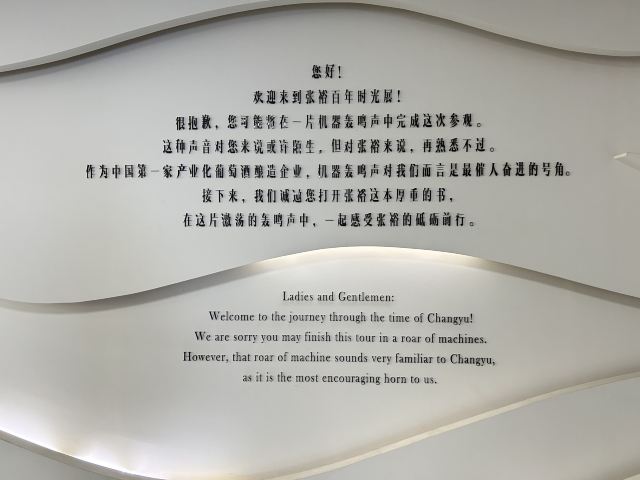 您好！
欢迎来到张裕百年时光展！
很抱歉，您可能将在一片机器轰鸣声中完成这次参观。
这种声音对您来说或许陌生，但对张裕来说，再熟悉不过。
作为中国第一家产业化葡萄酒酿造企业，机器轰鸣声对我们而言是最催人奋进的号角。
接下来，我们诚邀您打开张裕这本厚重的书，
在这片激荡的轰鸣声中，一起感受张裕的砥砺前行。
Ladies and Gentlemen:
Welcome to the journey through the time of Changyu!
We are sorry you may finish this tour in a roar of machines.
However, that roar of machine sounds very familiar to Changyu,
as it is the most encouraging horn to us.